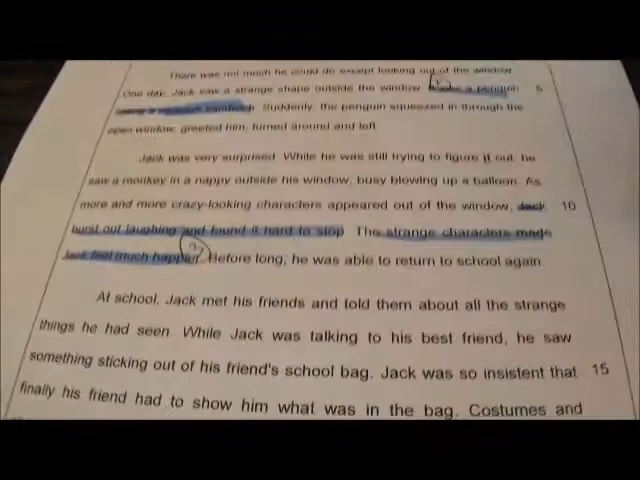 There was not much he could do except looking out of the window.
One day, Jack saw a strange shape outside the window. a penguin 5
Suddenly, the penguin squeezed in through the
open window, greeted him, turned around and left.
Jack was very surprised. While he was still trying to figure it out, he
saw a monkey in a nappy outside his window, busy blowing up a balloon. As
more and more crazy-looking characters appeared out of the window, Jack 10
burst out laughing and found it hard to stop. The strange characters made
Jack feel much happier. Before long, he was able to return to school again.
At school, Jack met his friends and told them about all the strange
things he had seen. While Jack was talking to his best friend, he saw
something sticking out of his friend's school bag. Jack was so insistent that 15
finally his friend had to show him what was in the bag. Costumes and